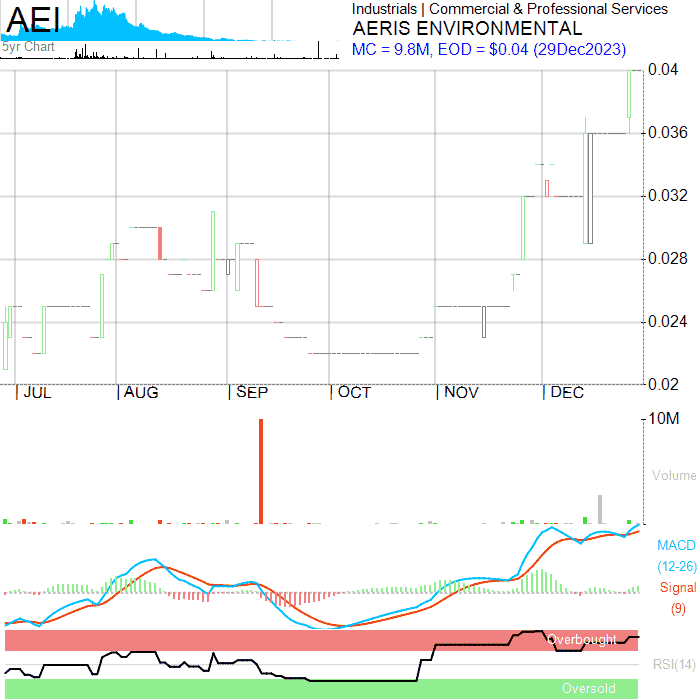 AEI
5yr Chart
Industrials | Commercial & Professional Services
AERIS ENVIRONMENTAL
MC = 9.8M, EOD = $0.04 (29Dec2023)
0.04
0.036
0.032
0.028
0.024
0.02
JUL AUG SEP OCT NOV DEC
10M
Volume
MACD
(12-26)
Signal
(9)
Overbought
RSI(14)
Oversold